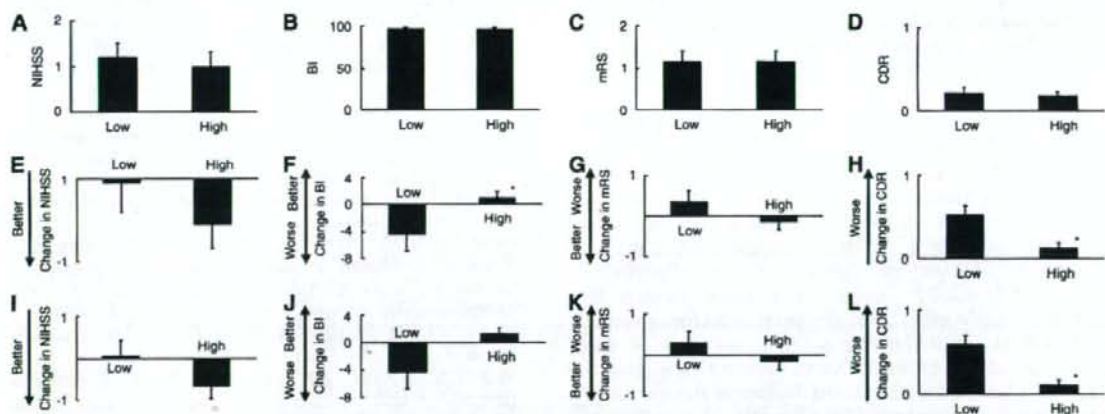 A
NIHSS
2
1
0
Low
High
B
BI
100
50
0
Low
High
C
mRS
2
1
0
Low
High
D
CDR
1
0
Low
High
E
Better
Change in NIHSS
1
-1
Low
High
F
Worse Better
Change in BI
4
0
-4
-8
Low
High
*
G
Better Worse
Change in mRS
1
-1
Low
High
H
Worse
Change in CDR
1
0
Low
High
*
I
Better
Change in NIHSS
1
-1
Low
High
J
Worse Better
Change in BI
4
0
-4
-8
Low
High
K
Better Worse
Change in mRS
1
-1
Low
High
L
Worse
Change in CDR
1
0
Low
High
*